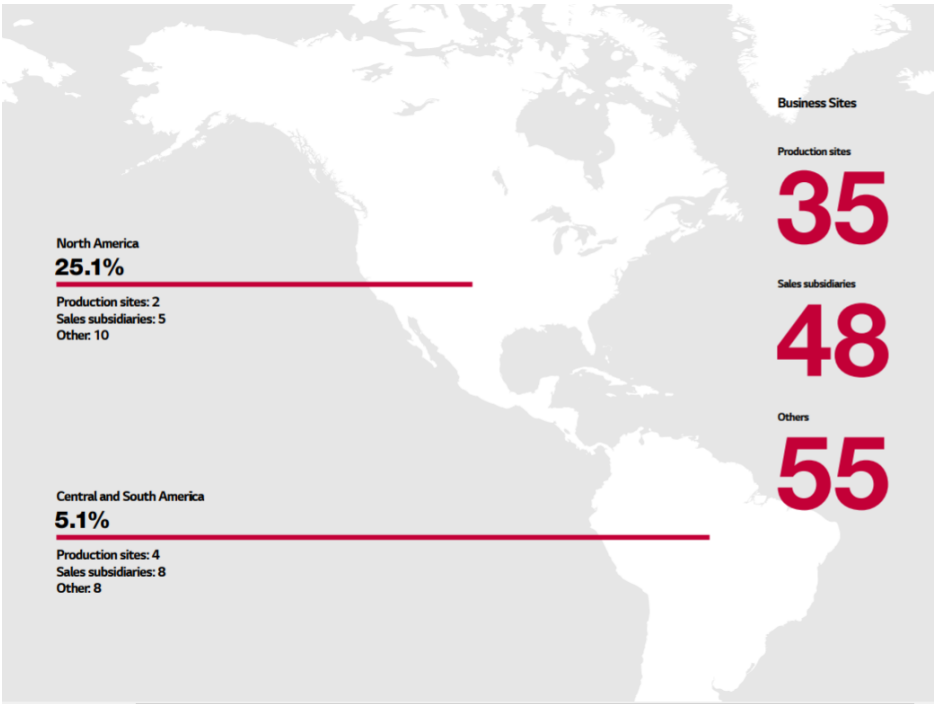 Business Sites
Production sites
35
North America
25.1%
Production sites: 2
Sales subsidiaries: 5
Other: 10
Sales subsidiaries
48
Others
55
Central and South America
5.1%
Production sites: 4
Sales subsidiaries: 8
Other: 8